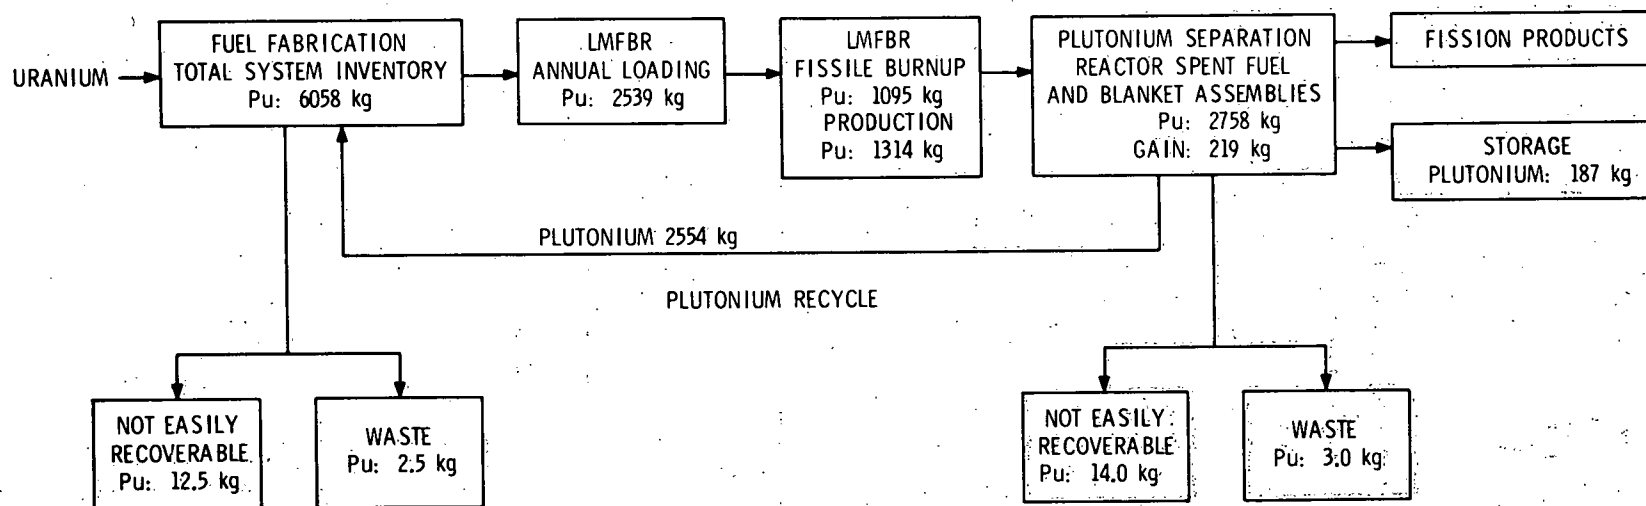 URANIUM
FUEL FABRICATION
TOTAL SYSTEM INVENTORY
Pu: 6058 kg
LMFBR
ANNUAL LOADING
Pu: 2539 kg
LMFBR
FISSILE BURNUP
Pu: 1095 kg
PRODUCTION
Pu: 1314 kg
PLUTONIUM SEPARATION
REACTOR SPENT FUEL
AND BLANKET ASSEMBLIES
Pu: 2758 kg
GAIN: 219 kg
FISSION PRODUCTS
STORAGE
PLUTONIUM: 187 kg
PLUTONIUM 2554 kg
PLUTONIUM RECYCLE
NOT EASILY
RECOVERABLE
Pu: 12.5 kg
WASTE
Pu: 2.5 kg
NOT EASILY
RECOVERABLE
Pu: 14.0 kg
WASTE
Pu: 3.0 kg